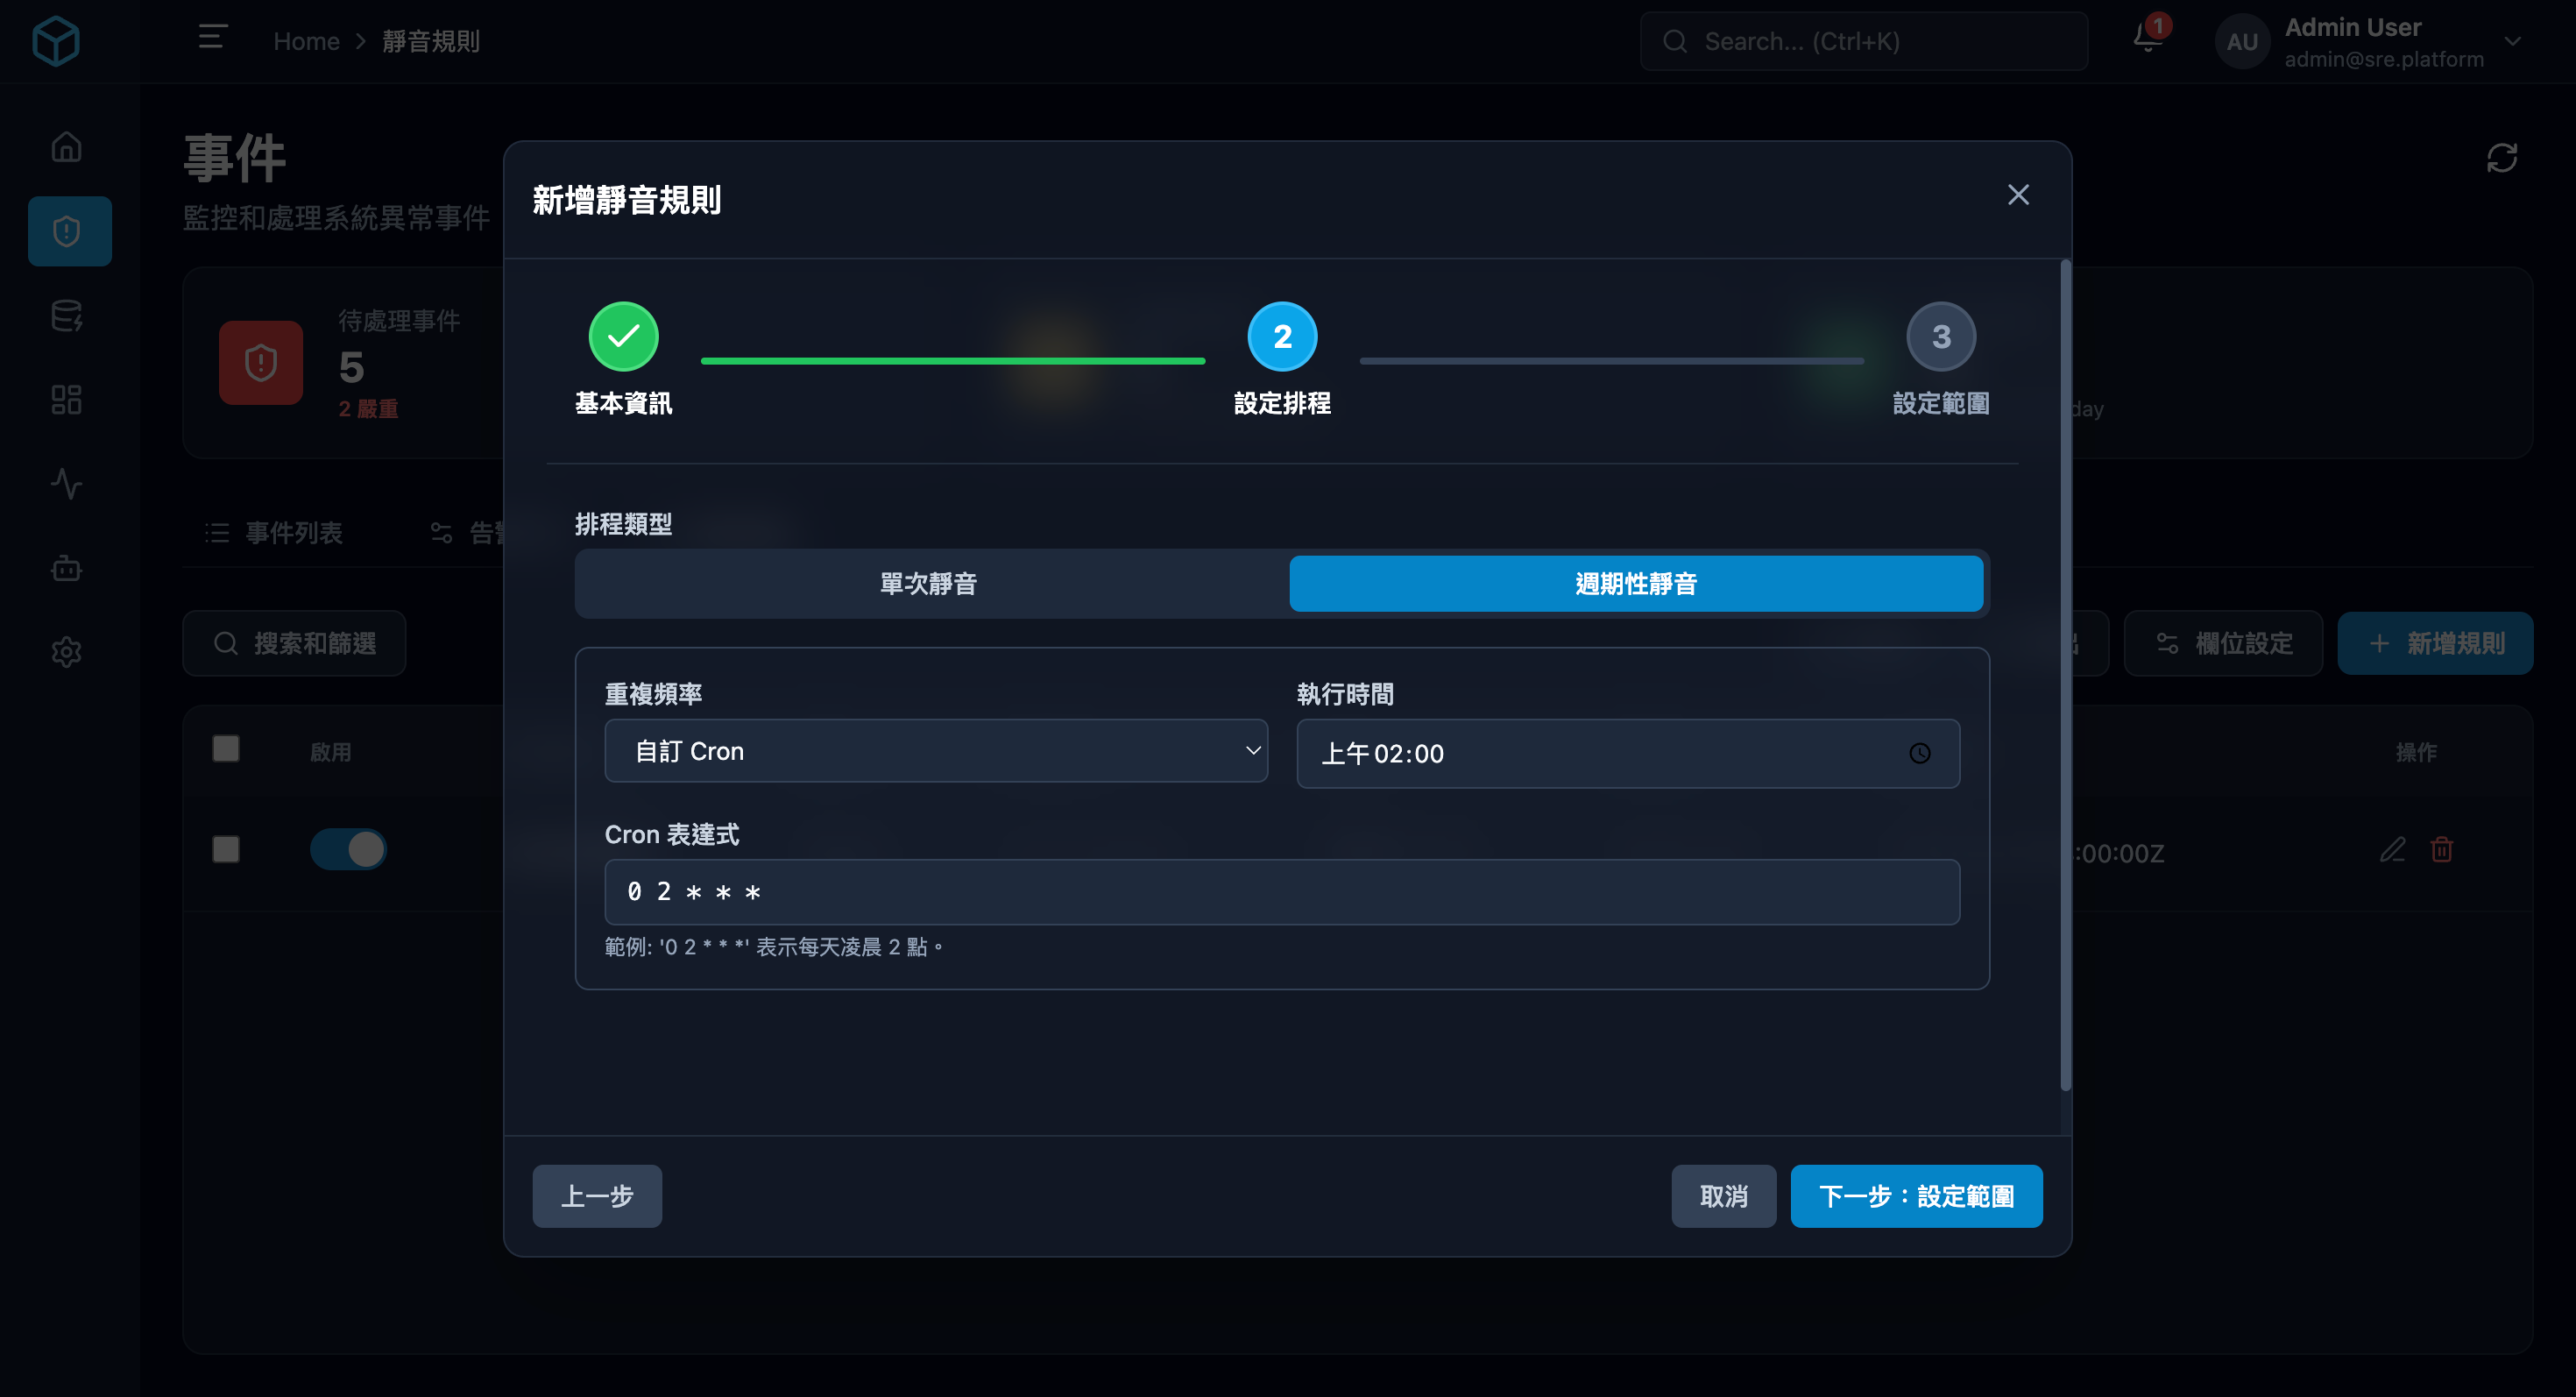 Home > 靜音規則
Search... (Ctrl+K)
1
AU
Admin User
admin@sre.platform
事件
監控和處理系統異常事件
待處理事件
5
2 嚴重
day
事件列表
告
搜索和篩選
欄位設定
+ 新增規則
啟用
操作
:00:00Z
新增靜音規則
2
3
基本資訊
設定排程
設定範圍
排程類型
單次靜音
週期性靜音
重複頻率
執行時間
自訂 Cron
上午 02:00
Cron 表達式
0 2 * * *
範例: '0 2 * * *' 表示每天凌晨 2 點。
上一步
取消
下一步：設定範圍